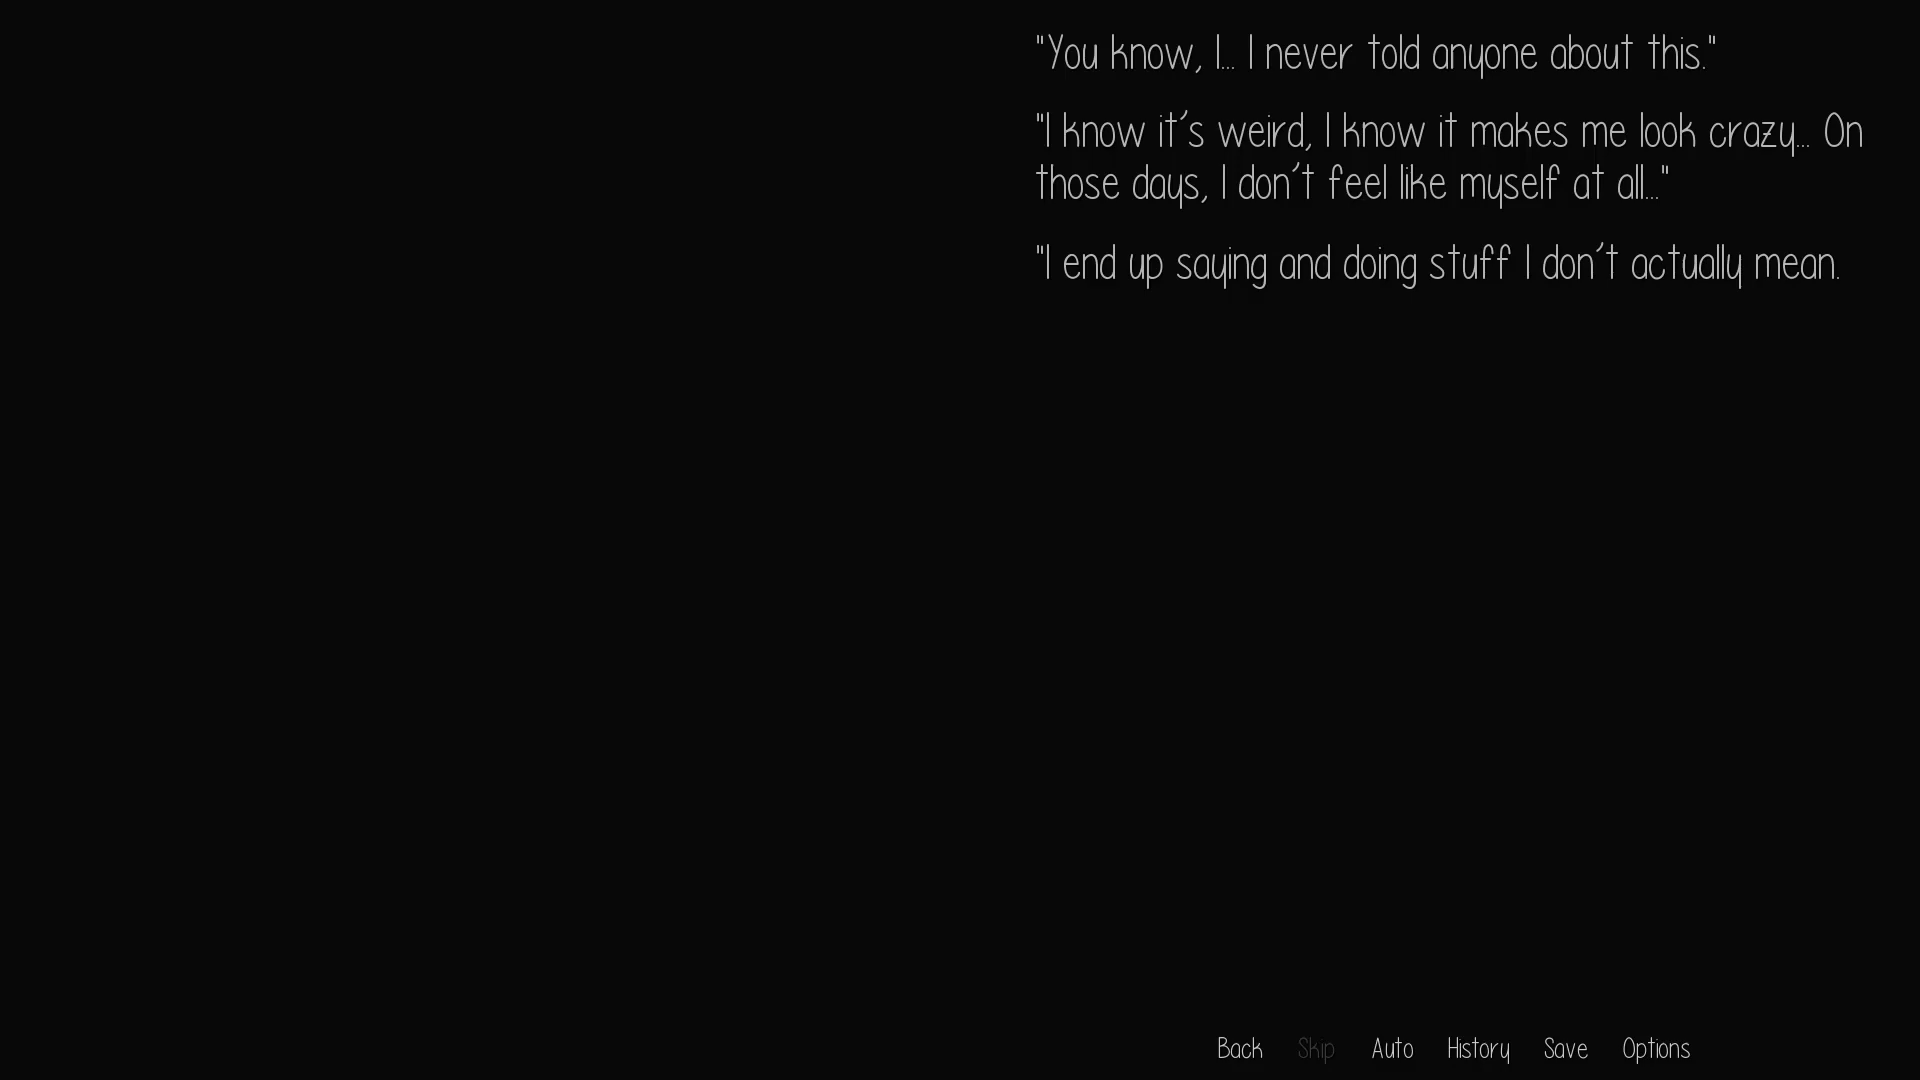 "You know, I... I never told anyone about this."
"I know it's weird, I know it makes me look crazy... On
those days, I don't feel like myself at all..."
"I end up saying and doing stuff I don't actually mean.
Back Skip Auto History Save Options